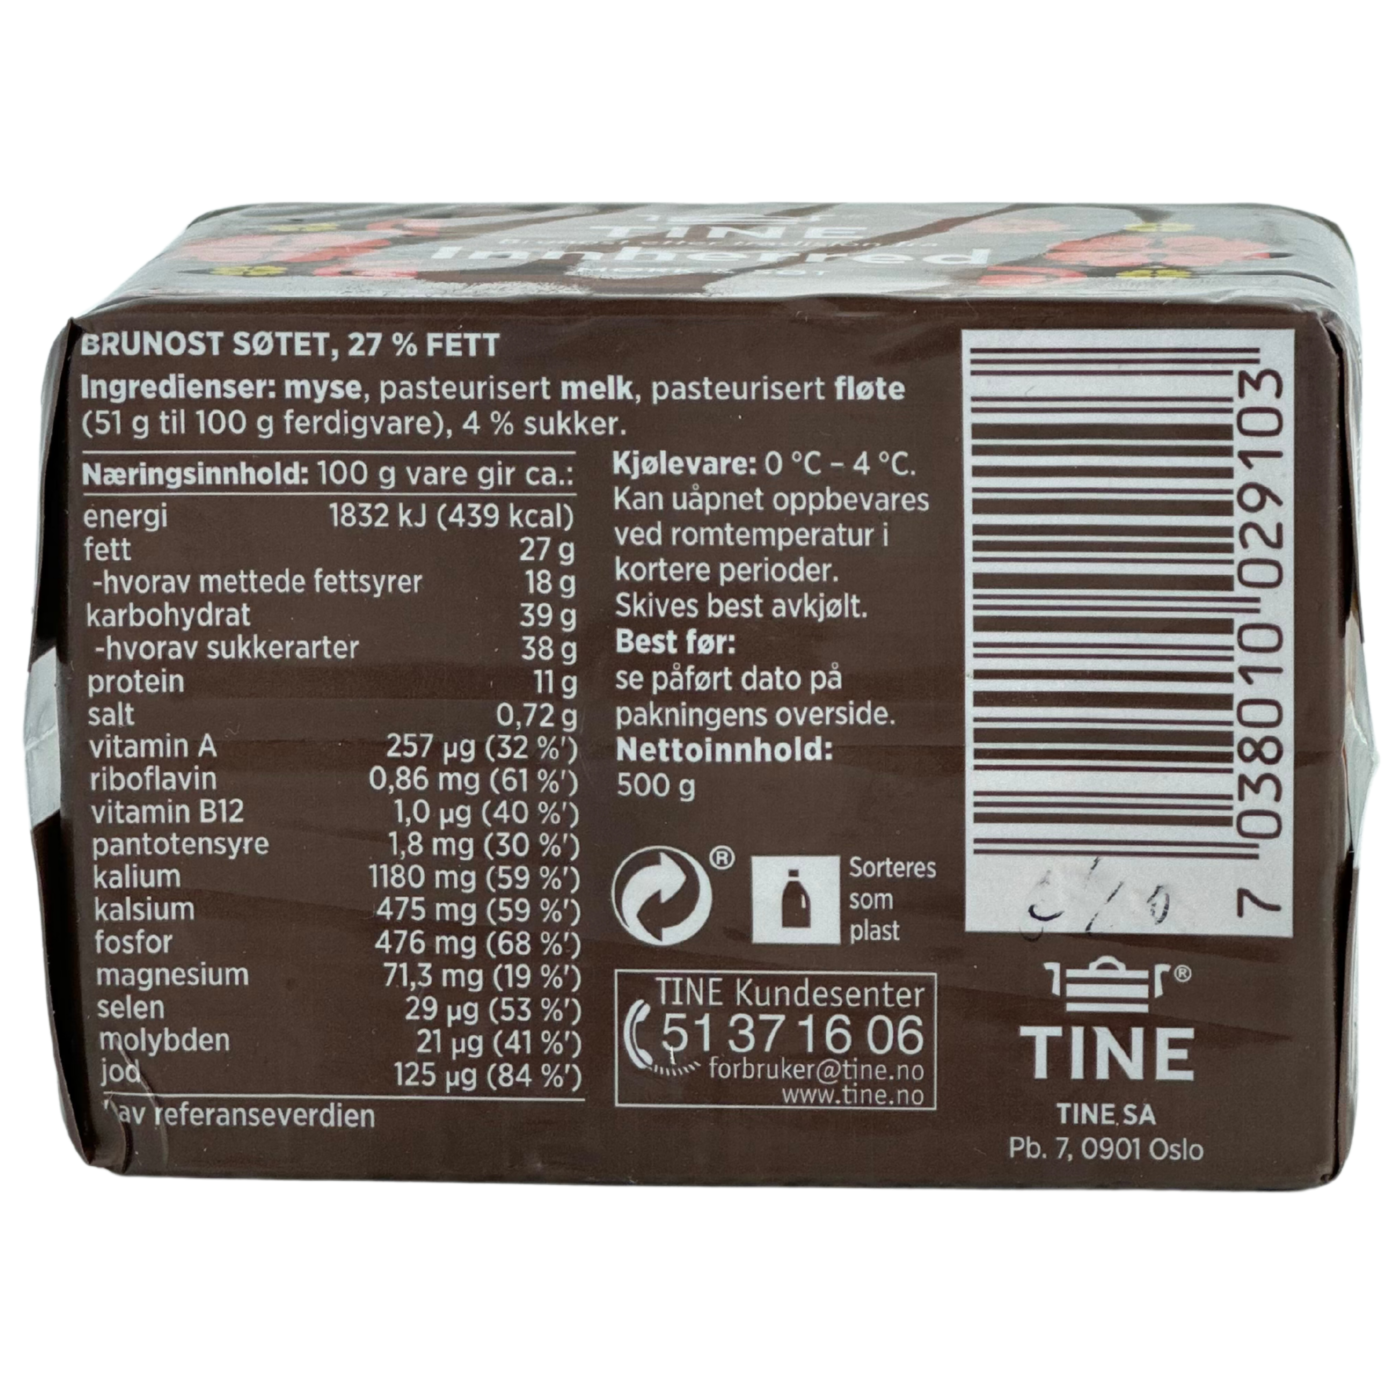 TINE
Innherred
BRUNOST SØTET, 27 % FETT
Ingredienser: myse, pasteurisert melk, pasteurisert fløte
(51 g til 100 g ferdigvare), 4 % sukker.
Næringsinnhold: 100 g vare gir ca.:
energi 1832 kJ (439 kcal)
fett 27 g
-hvorav mettede fettsyrer 18 g
karbohydrat 39 g
-hvorav sukkerarter 38 g
protein 11 g
salt 0,72 g
vitamin A 257 µg (32 %')
riboflavin 0,86 mg (61 %')
vitamin B12 1,0 µg (40 %')
pantotensyre 1,8 mg (30 %')
kalium 1180 mg (59 %')
kalsium 475 mg (59 %')
fosfor 476 mg (68 %')
magnesium 71,3 mg (19 %')
selen 29 µg (53 %')
molybden 21 µg (41 %')
jod 125 µg (84 %')
' av referanseverdien
Kjølevare: 0 °C – 4 °C.
Kan uåpnet oppbevares
ved romtemperatur i
kortere perioder.
Skives best avkjølt.
Best før:
se påført dato på
pakningens overside.
Nettoinnhold:
500 g
®
Sorteres
som
plast
TINE Kundesenter
51 37 16 06
forbruker@tine.no
www.tine.no
7 038010 029103
®
TINE
TINE SA
Pb. 7, 0901 Oslo